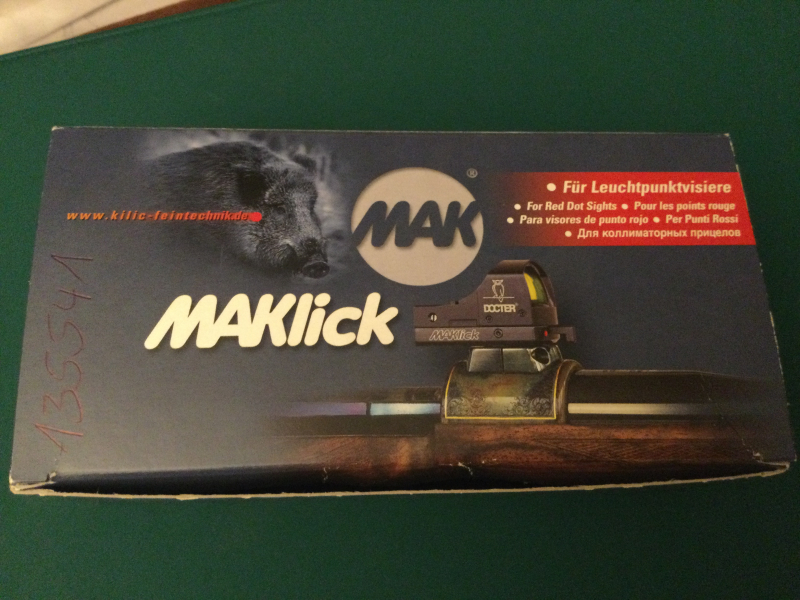 MAK®
• Für Leuchtpunktvisiere
• For Red Dot Sights • Pour les points rouge
• Para visores de punto rojo • Per Punti Rossi
• Для коллиматорных прицелов
www.kilic-feintechnik.de
MAKlick
DOCTER
MAKlick
135541